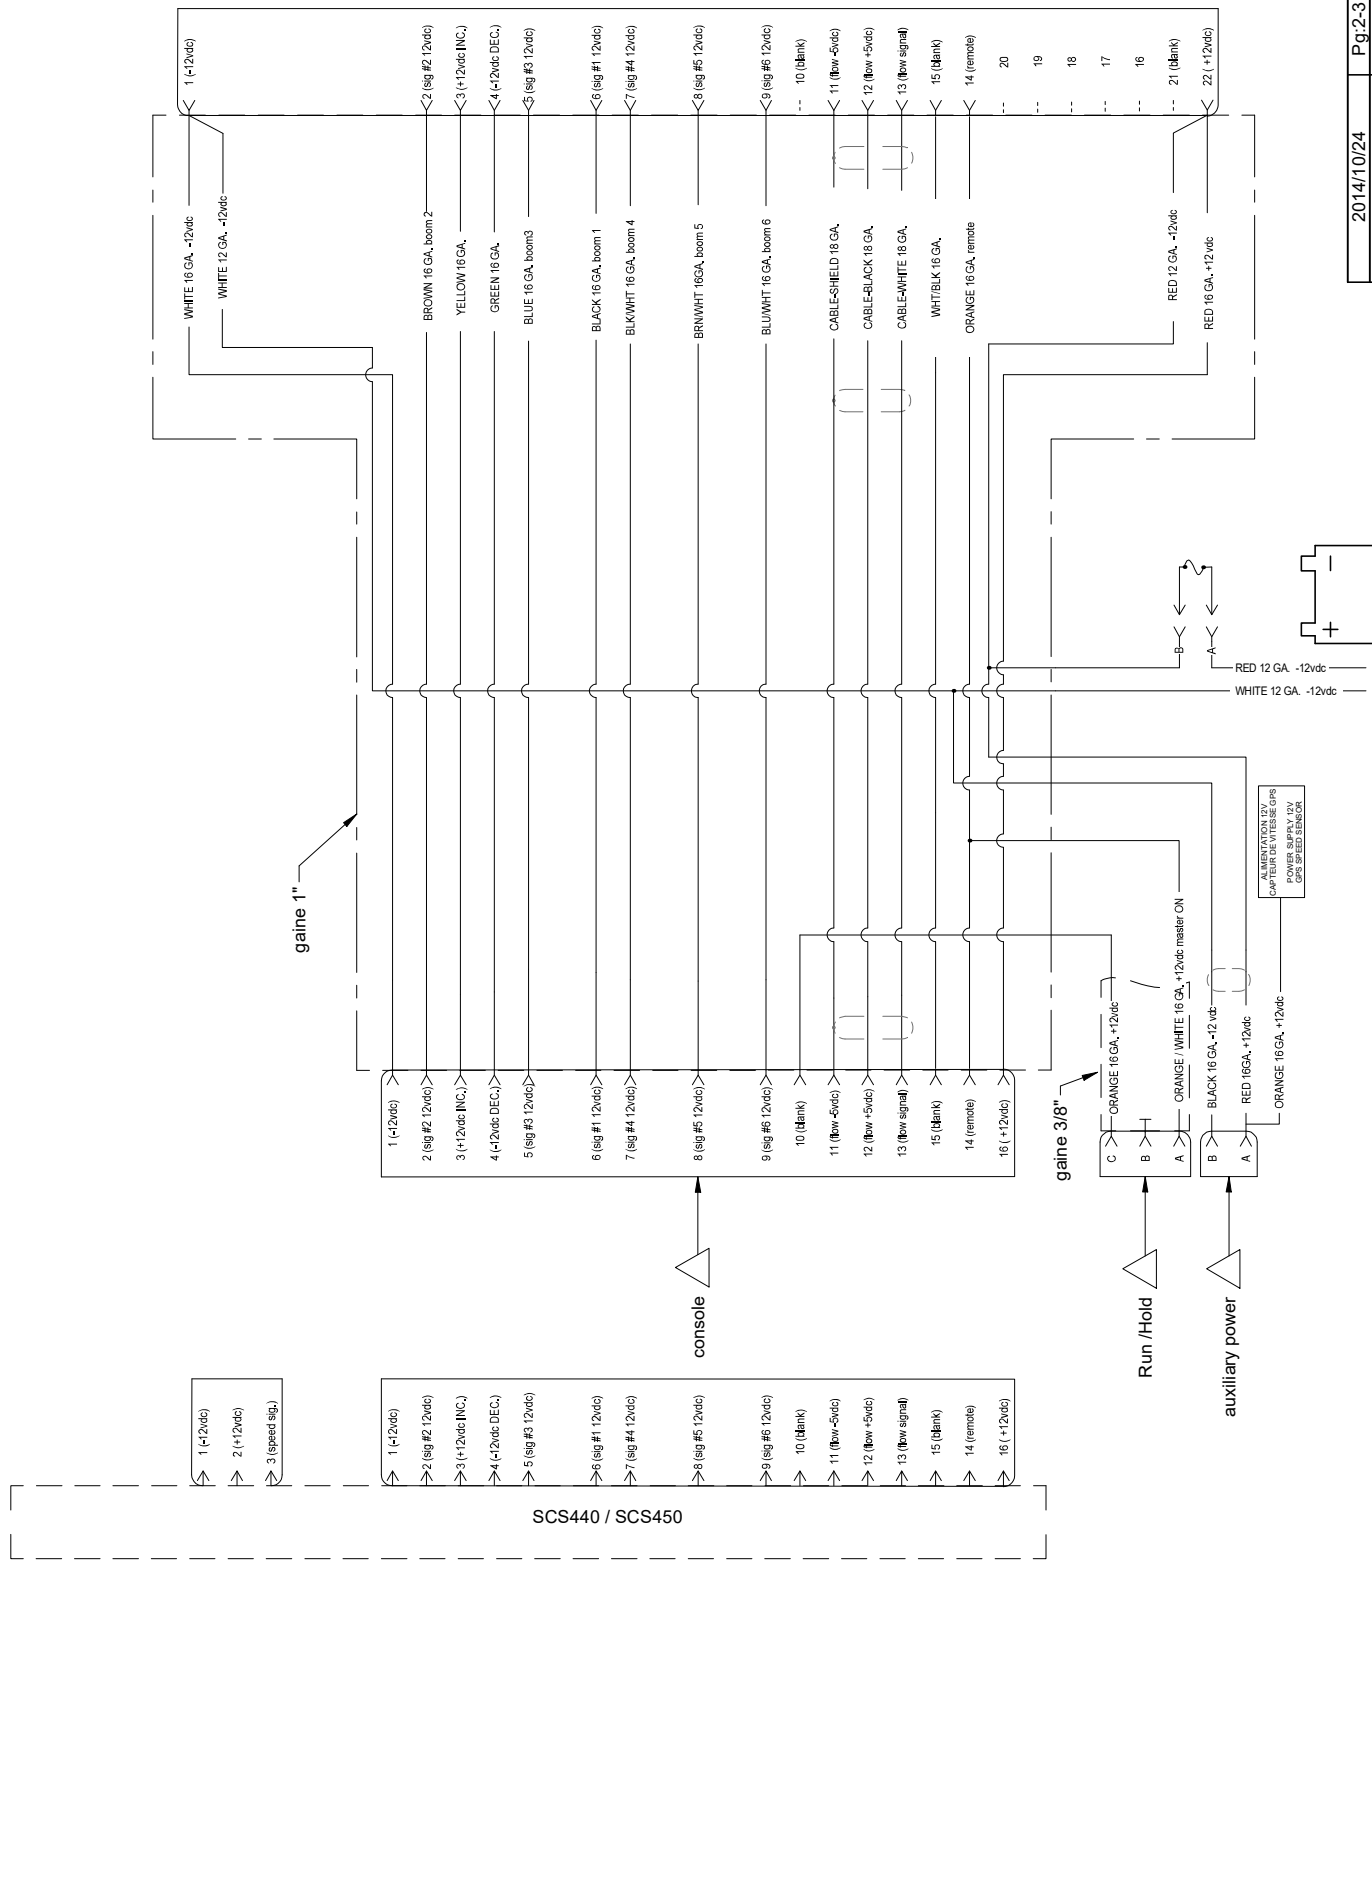 1 (-12vdc)
2 (sig #2 12vdc)
3 (+12vdc INC.)
4 (-12vdc DEC.)
5 (sig #3 12vdc)
6 (sig #1 12vdc)
7 (sig #4 12vdc)
8 (sig #5 12vdc)
9 (sig #6 12vdc)
10 (blank)
11 (flow -5vdc)
12 (flow +5vdc)
13 (flow signal)
15 (blank)
14 (remote)
20
19
18
17
16
21 (blank)
22 ( +12vdc)
2014/10/24
Pg:2-3
WHITE 16 GA. -12vdc
WHITE 12 GA. -12vdc
BROWN 16 GA. boom 2
YELLOW 16 GA.
GREEN 16 GA.
BLUE 16 GA. boom3
BLACK 16 GA. boom 1
BLK/WHT 16 GA. boom 4
BRN/WHT 16GA. boom 5
BLU/WHT 16 GA. boom 6
CABLE-SHIELD 18 GA.
CABLE-BLACK 18 GA.
CABLE-WHITE 18 GA.
WHT/BLK 16 GA.
ORANGE 16 GA. remote
RED 12 GA. -12vdc
RED 16 GA. +12 vdc
B
A
- 
+
RED 12 GA. -12vdc
WHITE 12 GA. -12vdc
gaine 1"
ALIMENTATION 12V
CAPTEUR DE VITESSE GPS
POWER SUPPLY 12V
GPS SPEED SENSOR
1 (-12vdc)
2 (sig #2 12vdc)
3 (+12vdc INC.)
4 (-12vdc DEC.)
5 (sig #3 12vdc)
6 (sig #1 12vdc)
7 (sig #4 12vdc)
8 (sig #5 12vdc)
9 (sig #6 12vdc)
10 (blank)
11 (flow -5vdc)
12 (flow +5vdc)
13 (flow signal)
15 (blank)
14 (remote)
16 ( +12vdc)
gaine 3/8"
ORANGE 16 GA. +12vdc
ORANGE / WHITE 16 GA. +12vdc master ON
BLACK 16 GA. -12 vdc
RED 16GA. +12vdc
ORANGE 16 GA. +12vdc
C
B
A
B
A
console
Run /Hold
auxiliary power
1 (-12vdc)
2 (+12vdc)
3 (speed sig.)
1 (-12vdc)
2 (sig #2 12vdc)
3 (+12vdc INC.)
4 (-12vdc DEC.)
5 (sig #3 12vdc)
6 (sig #1 12vdc)
7 (sig #4 12vdc)
8 (sig #5 12vdc)
9 (sig #6 12vdc)
10 (blank)
11 (flow -5vdc)
12 (flow +5vdc)
13 (flow signal)
15 (blank)
14 (remote)
16 ( +12vdc)
SCS440 / SCS450